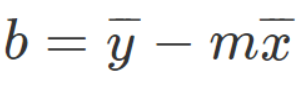 b = y̅ − mx̅